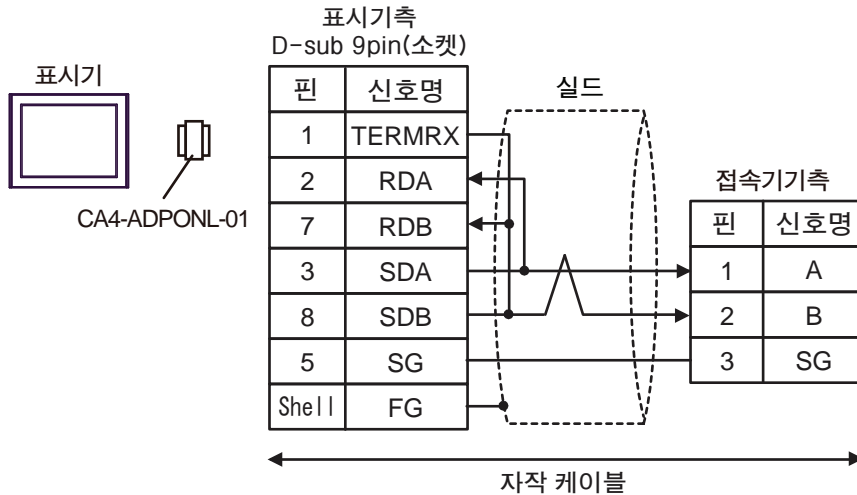 표시기측
D-sub 9pin(소켓)
표시기
CA4-ADPONL-01
핀 신호명
1 TERMRX
2 RDA
7 RDB
3 SDA
8 SDB
5 SG
Shell FG
실드
접속기기측
핀 신호명
1 A
2 B
3 SG
자작 케이블